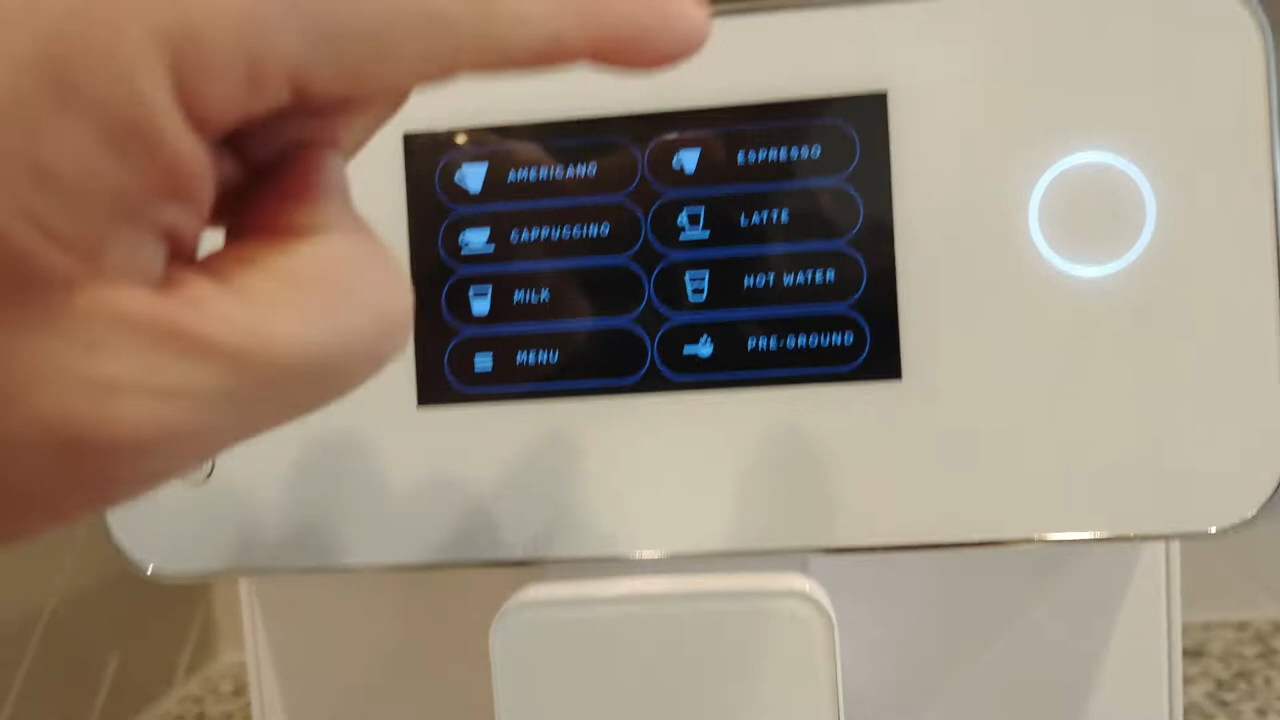 AMERICANO
ESPRESSO
CAPPUCCINO
LATTE
MILK
HOT WATER
MENU
PRE-GROUND